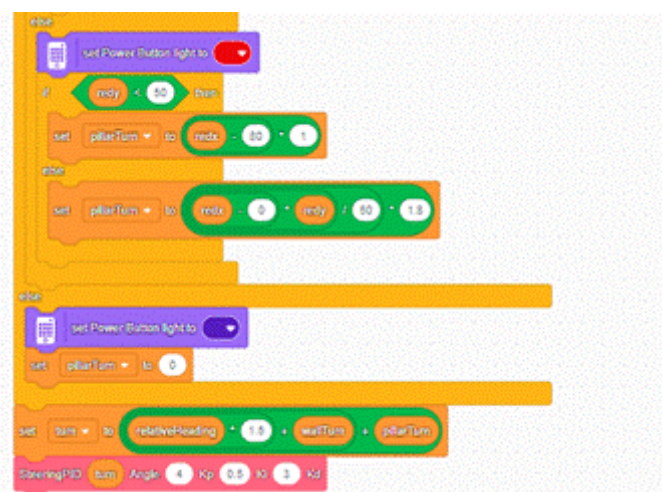 else
set Power Button light to
if redy < 50 then
set pillarTurn to redx - 80 * 1
else
set pillarTurn to redx - 0 * redy / 50 * 1.8
else
set Power Button light to
set pillarTurn to 0
set turn to relativeHeading * 1.5 + wallTurn + pillarTurn
SteeringPID turn Angle 4 Kp 0.5 Ki 3 Kd